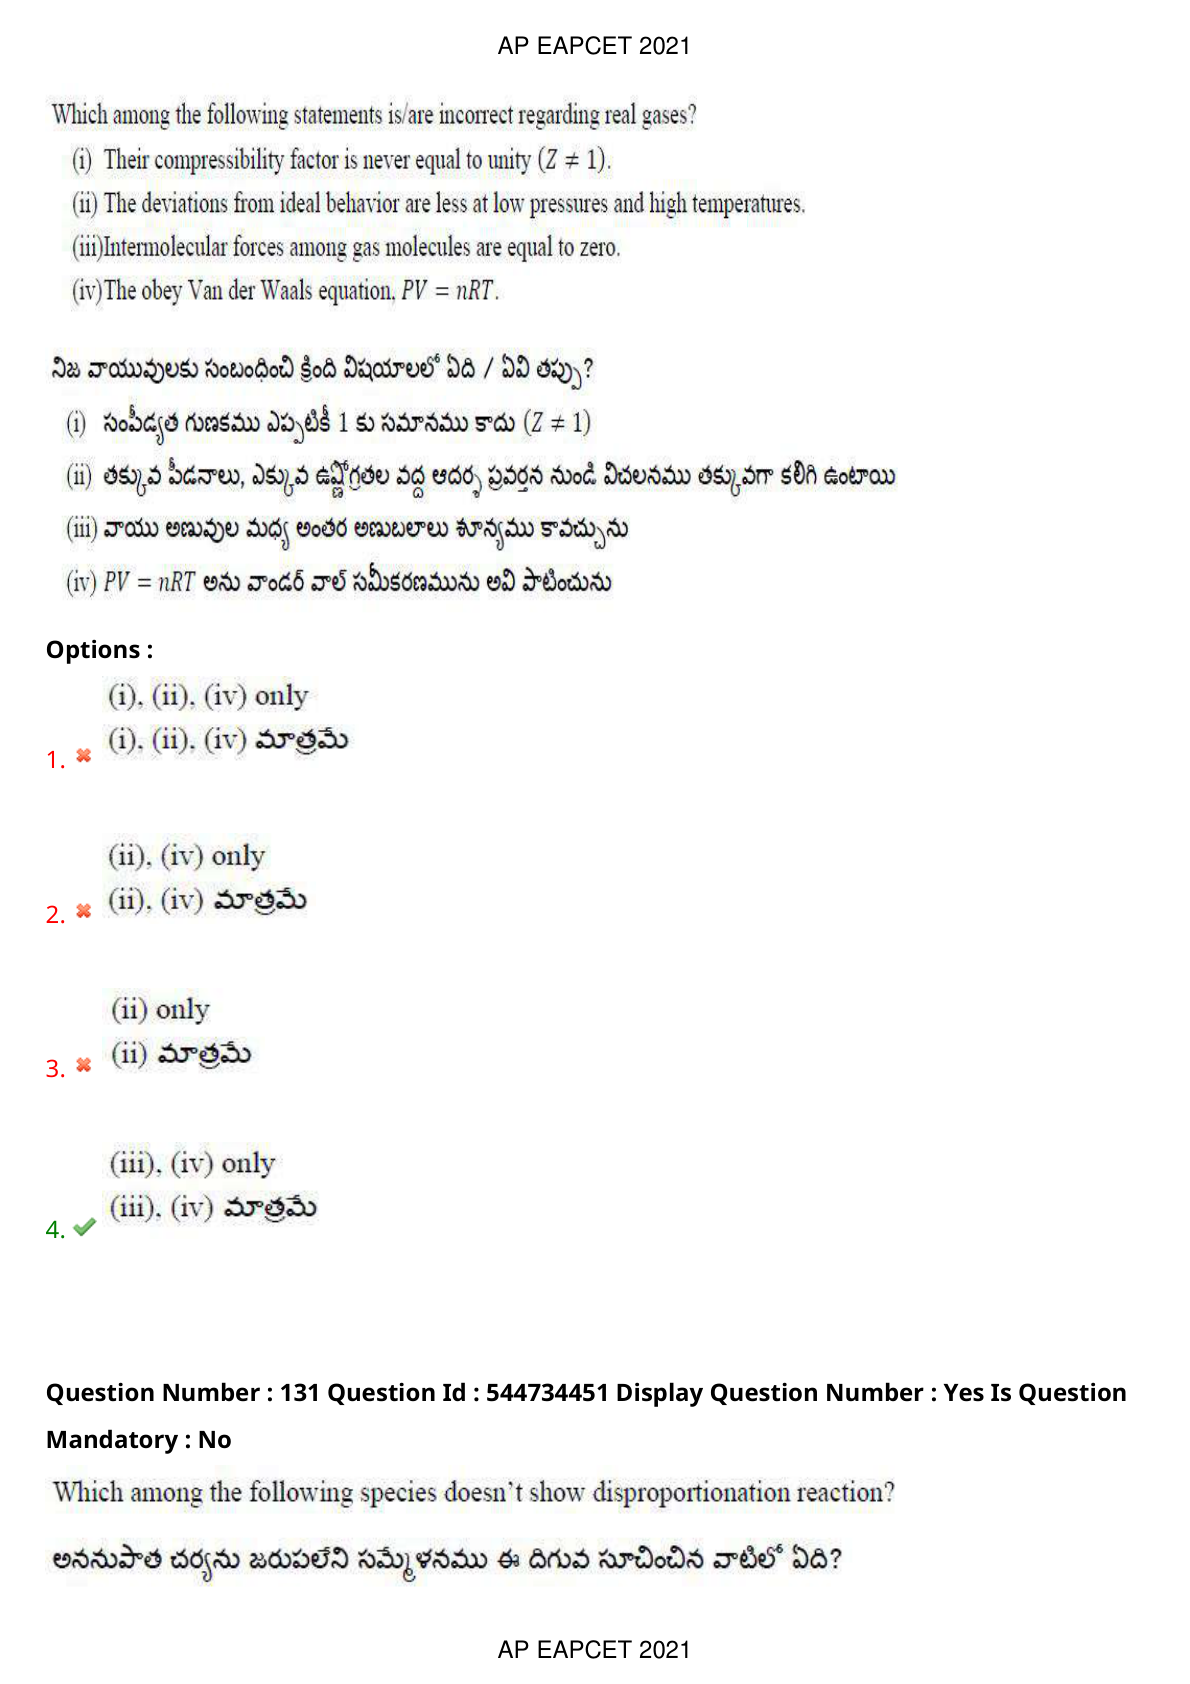 AP EAPCET 2021
Which among the following statements is/are incorrect regarding real gases?
(i) Their compressibility factor is never equal to unity (Z ≠ 1).
(ii) The deviations from ideal behavior are less at low pressures and high temperatures.
(iii)Intermolecular forces among gas molecules are equal to zero.
(iv)The obey Van der Waals equation, PV = nRT.
నిజ వాయువులకు సంబంధించి క్రింది విషయాలలో ఏది / ఏవి తప్పు?
(i) సంపీడ్యత గుణకము ఎప్పటికీ 1 కు సమానము కాదు (Z ≠ 1)
(ii) తక్కువ పీడనాలు, ఎక్కువ ఉష్ణోగ్రతల వద్ద ఆదర్శ ప్రవర్తన నుండి విచలనము తక్కువగా కలిగి ఉంటాయి
(iii) వాయు అణువుల మధ్య అంతర అణుబలాలు శూన్యము కావచ్చును
(iv) PV = nRT అను వాండర్ వాల్ సమీకరణమును అవి పాటించును
Options :
(i), (ii), (iv) only
(i), (ii), (iv) మాత్రమే
1.
(ii), (iv) only
(ii), (iv) మాత్రమే
2.
(ii) only
(ii) మాత్రమే
3.
(iii), (iv) only
(iii), (iv) మాత్రమే
4.
Question Number : 131 Question Id : 544734451 Display Question Number : Yes Is Question
Mandatory : No
Which among the following species doesn't show disproportionation reaction?
అననుపాత చర్యను జరుపలేని సమ్మేళనము ఈ దిగువ సూచించిన వాటిలో ఏది?
AP EAPCET 2021